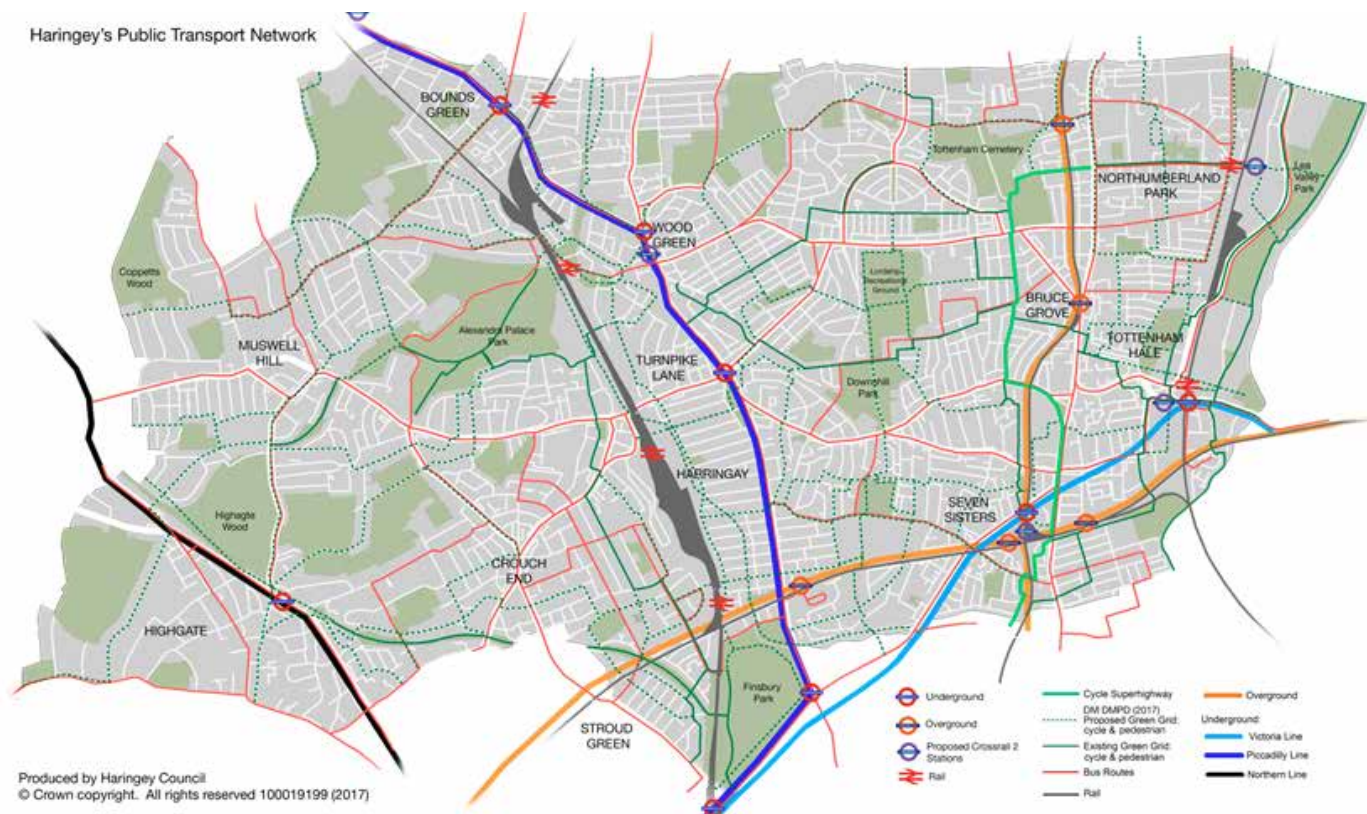 Haringey's Public Transport Network
BOUNDS
GREEN
Tottenham Cemetery
NORTHUMBERLAND
PARK
Lea
Valley
Park
WOOD
GREEN
Coppetts
Wood
Lordship
Recreational
Ground
BRUCE
GROVE
Alexandra Palace
Park
MUSWELL
HILL
TURNPIKE
LANE
TOTTENHAM
HALE
Downhill
Park
HARRINGAY
Highagte
Wood
SEVEN
SISTERS
CROUCH
END
HIGHGATE
Finsbury
Park
STROUD
GREEN
Underground
Overground
Proposed Crossrail 2
Stations
Rail
Cycle Superhighway
DM DMPD (2017)
Proposed Green Grid:
cycle & pedestrian
Existing Green Grid:
cycle & pedestrian
Bus Routes
Rail
Overground
Underground:
Victoria Line
Piccadilly Line
Northern Line
Produced by Haringey Council
© Crown copyright. All rights reserved 100019199 (2017)